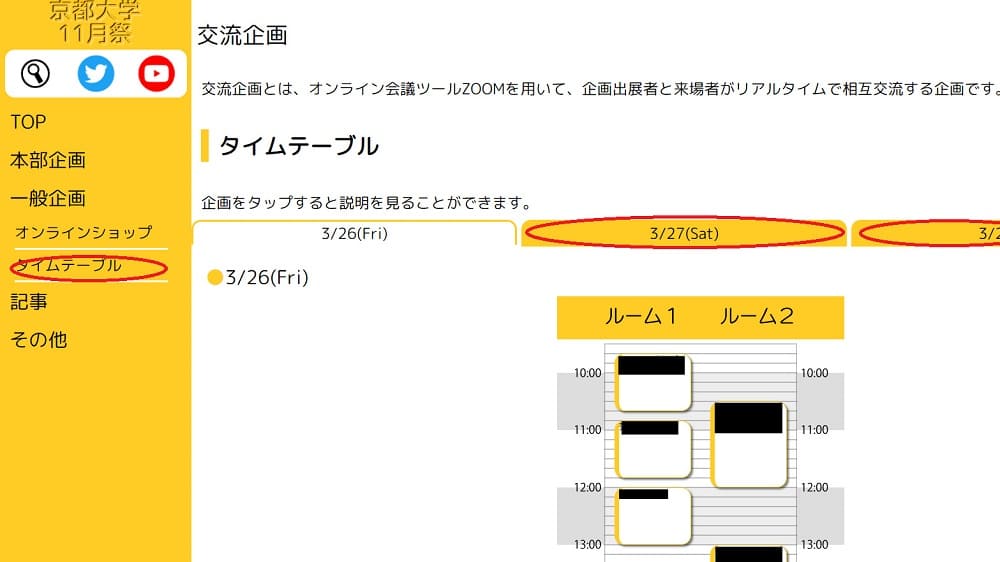 京都大学
11月祭
TOP
本部企画
一般企画
オンラインショップ
タイムテーブル
記事
その他
交流企画
交流企画とは、オンライン会議ツールZOOMを用いて、企画出展者と来場者がリアルタイムで相互交流する企画です。
タイムテーブル
企画をタップすると説明を見ることができます。
3/26(Fri) 3/27(Sat) 3/2
3/26(Fri)
ルーム1 ルーム2
10:00 10:00
11:00 11:00
12:00 12:00
13:00 13:00